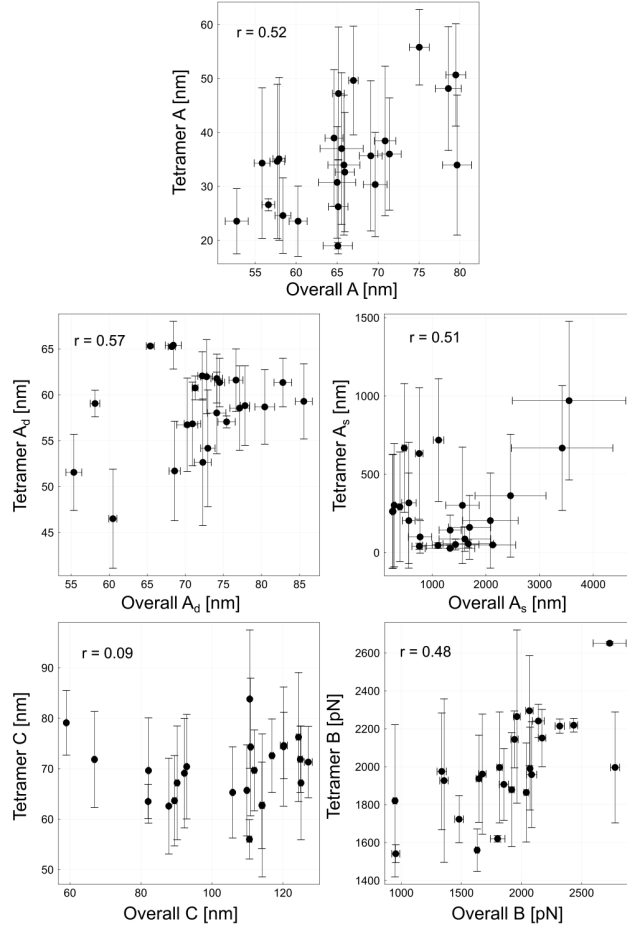 r = 0.52
Tetramer A [nm]
60
50
40
30
20
55 60 65 70 75 80
Overall A [nm]
r = 0.57
Tetramer A_d [nm]
65
60
55
50
45
55 60 65 70 75 80 85
Overall A_d [nm]
r = 0.51
Tetramer A_s [nm]
1500
1000
500
0
1000 2000 3000 4000
Overall A_s [nm]
r = 0.09
Tetramer C [nm]
90
80
70
60
50
60 70 80 90 100 110 120
Overall C [nm]
r = 0.48
Tetramer B [pN]
2600
2400
2200
2000
1800
1600
1400
1000 1500 2000 2500
Overall B [pN]